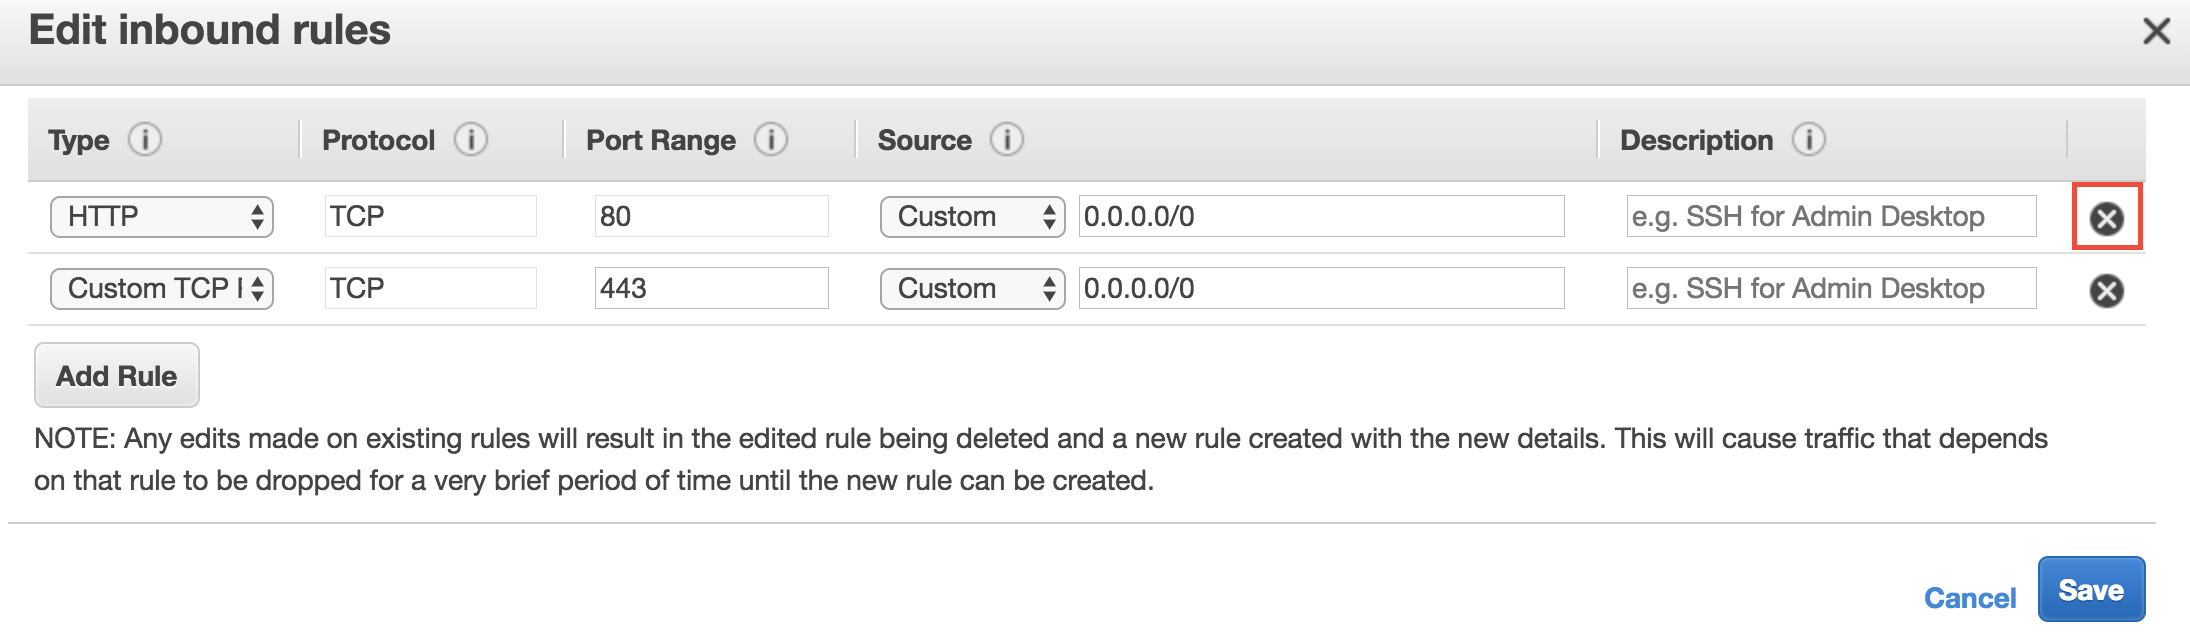 Edit inbound rules
Type Protocol Port Range Source Description
HTTP TCP 80 Custom 0.0.0.0/0 e.g. SSH for Admin Desktop
Custom TCP TCP 443 Custom 0.0.0.0/0 e.g. SSH for Admin Desktop
Add Rule
NOTE: Any edits made on existing rules will result in the edited rule being deleted and a new rule created with the new details. This will cause traffic that depends
on that rule to be dropped for a very brief period of time until the new rule can be created.
Cancel Save